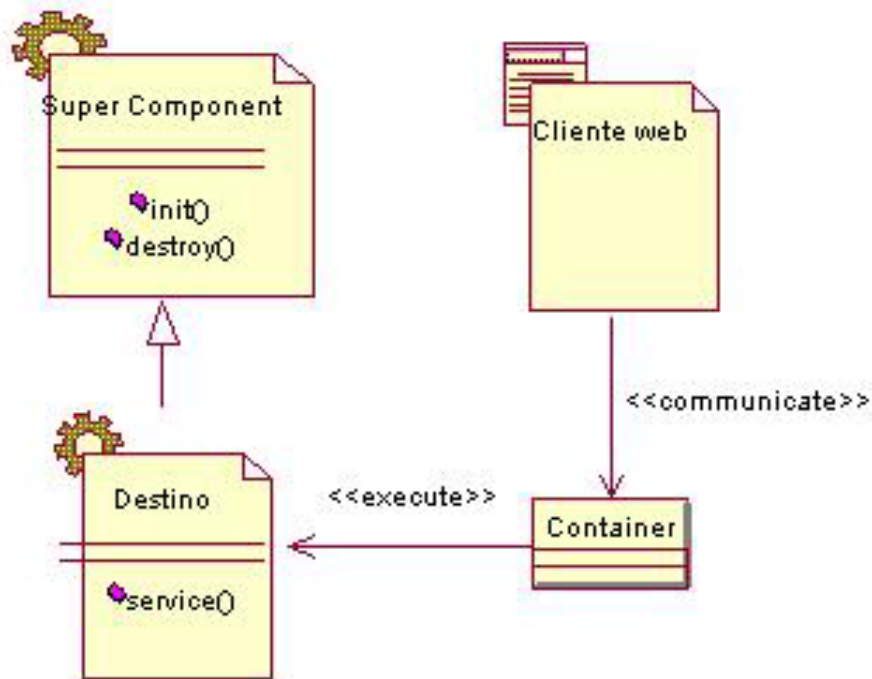 Super Component
init()
destroy()
Cliente web
<<communicate>>
Destino
service()
<<execute>>
Container